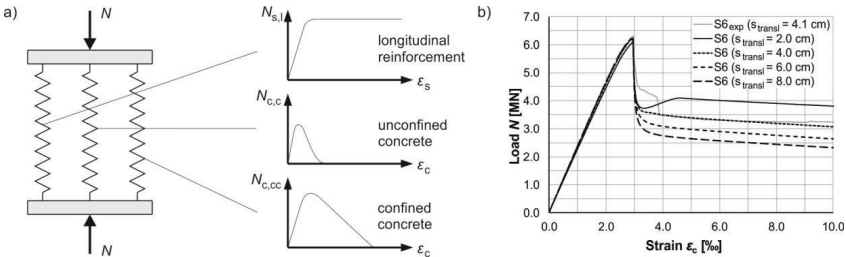 a)
N
N
N_s,l
longitudinal
reinforcement
ε_s
N_c,c
unconfined
concrete
ε_c
N_c,cc
confined
concrete
ε_c
b)
Load N [MN]
7.0
6.0
5.0
4.0
3.0
2.0
1.0
0.0
S6_exp (s_transl = 4.1 cm)
S6 (s_transl = 2.0 cm)
S6 (s_transl = 4.0 cm)
S6 (s_transl = 6.0 cm)
S6 (s_transl = 8.0 cm)
0.0 2.0 4.0 6.0 8.0 10.0
Strain ε_c [‰]